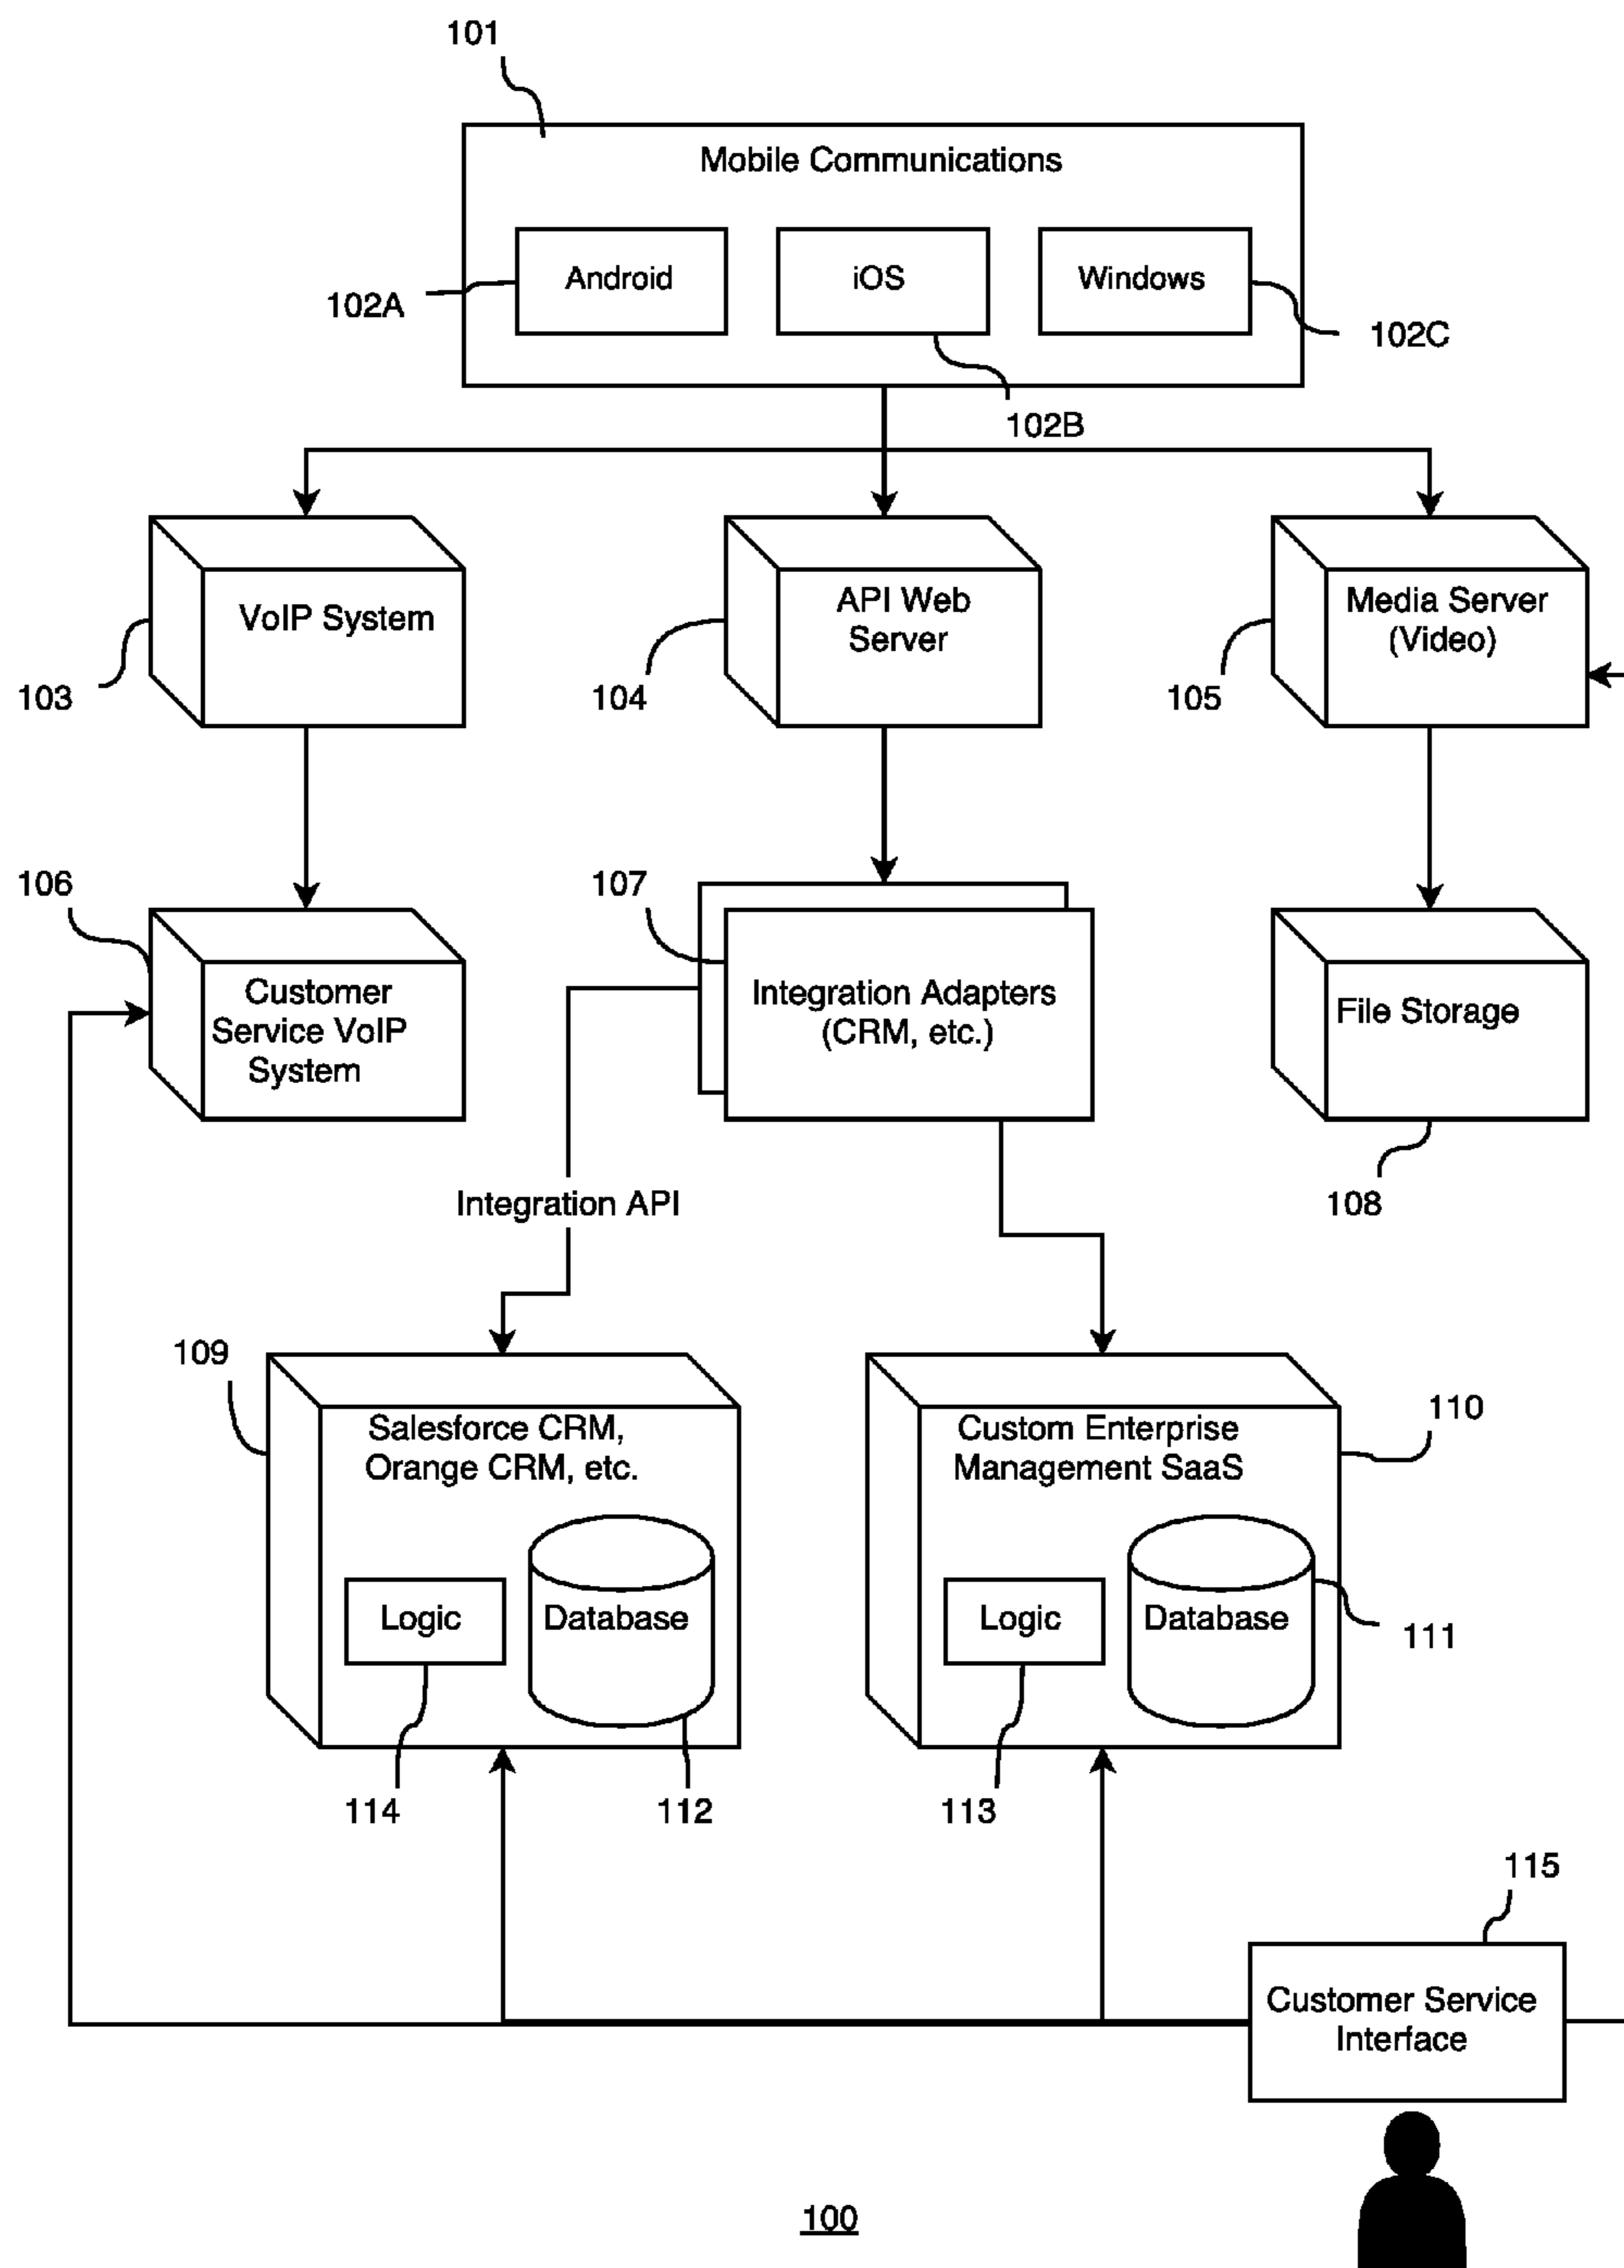 101
Mobile Communications
Android
iOS
Windows
102A
102C
102B
VoIP System
API Web
Server
Media Server
(Video)
103
104
105
106
107
Customer
Service VoIP
System
Integration Adapters
(CRM, etc.)
File Storage
Integration API
108
109
Salesforce CRM,
Orange CRM, etc.
Custom Enterprise
Management SaaS
110
Logic
Database
Logic
Database
111
114
112
113
115
Customer Service
Interface
100